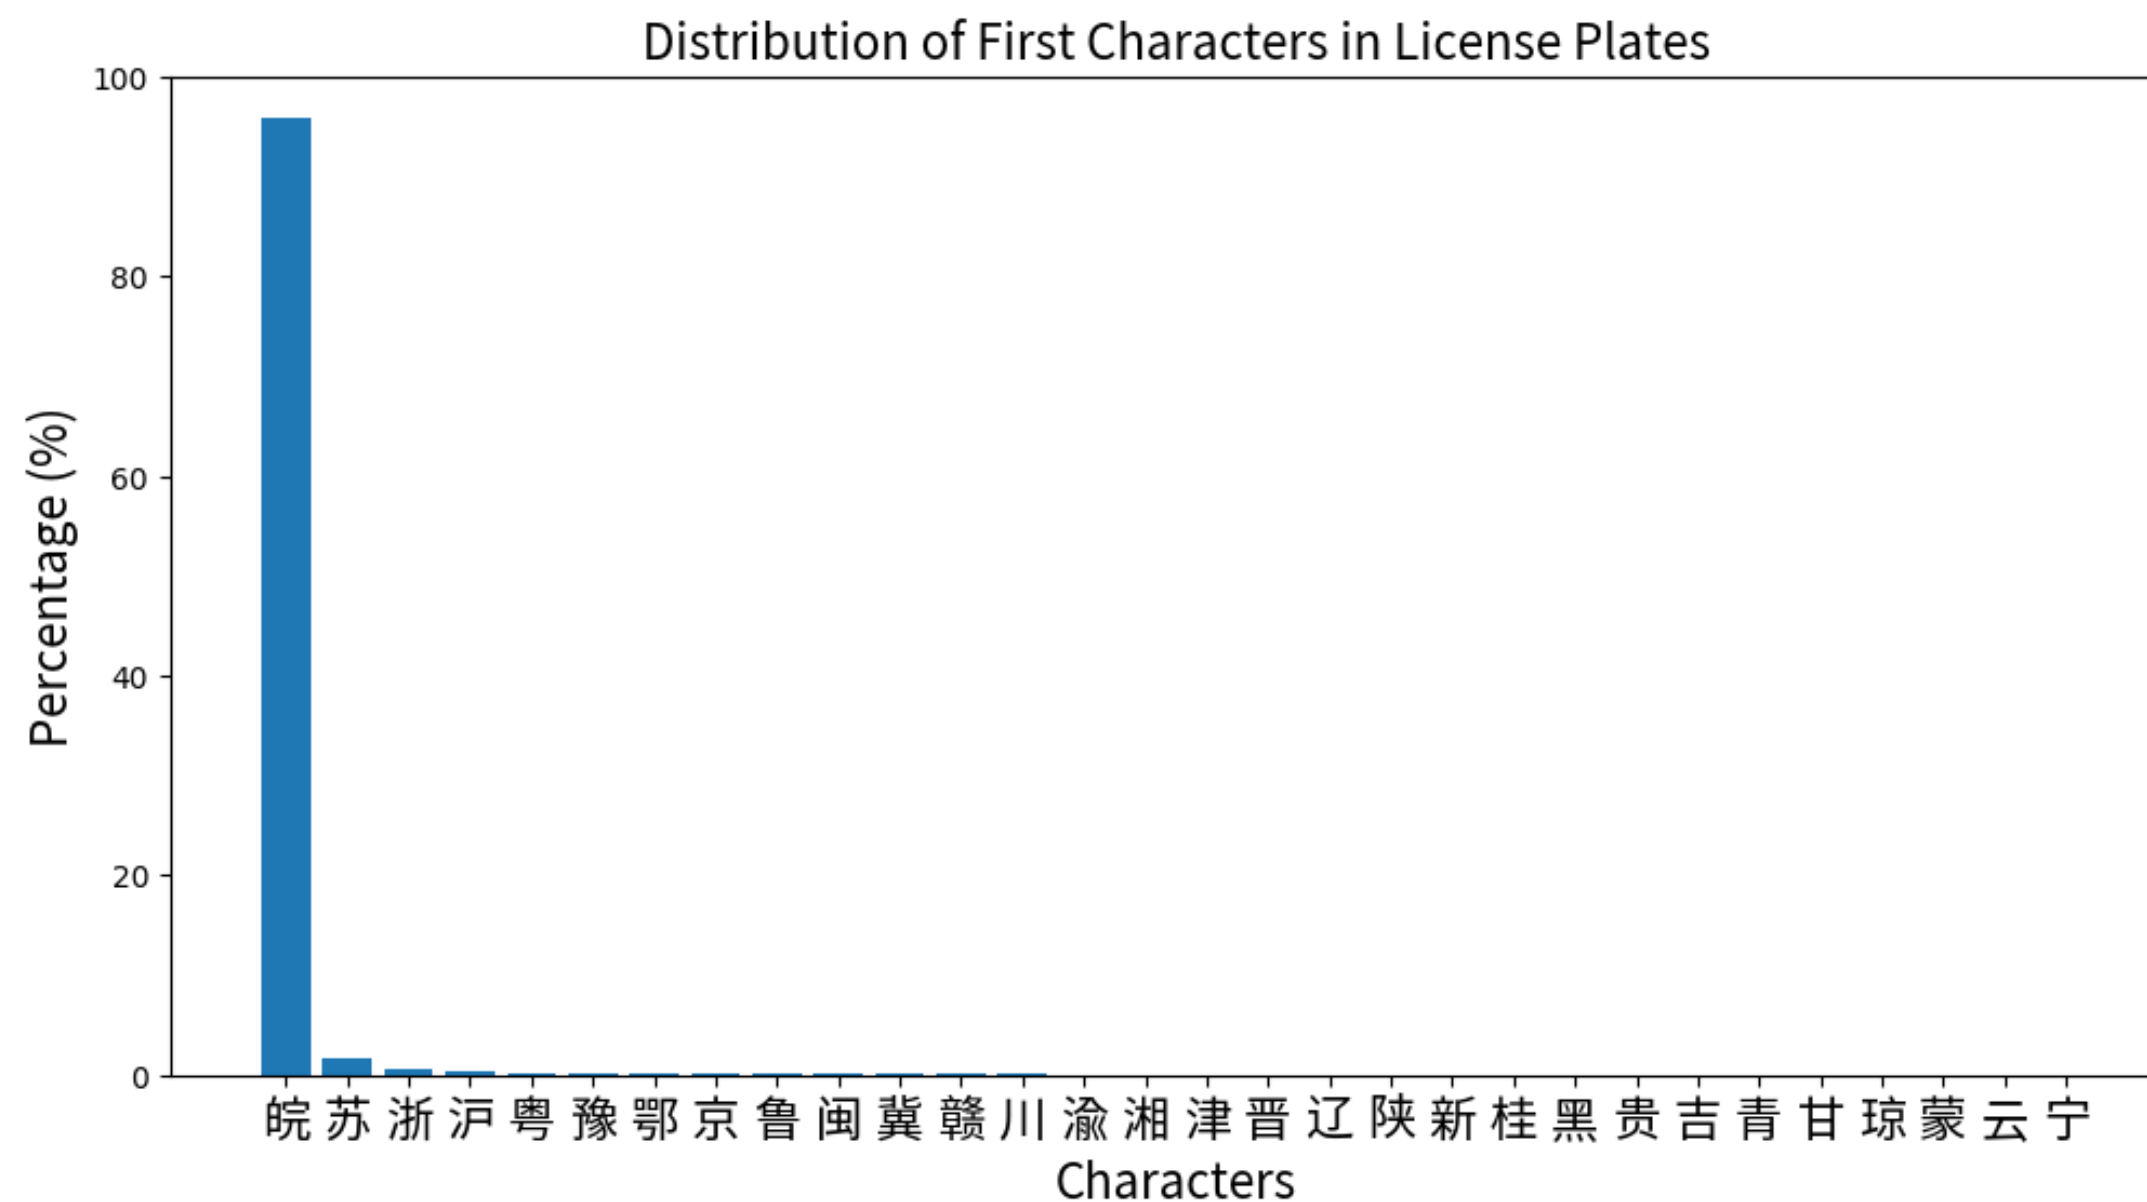 Distribution of First Characters in License Plates
100
80
60
40
20
0
Percentage (%)
皖 苏 浙 沪 粤 豫 鄂 京 鲁 闽 冀 赣 川 渝 湘 津 晋 辽 陕 新 桂 黑 贵 吉 青 甘 琼 蒙 云 宁
Characters